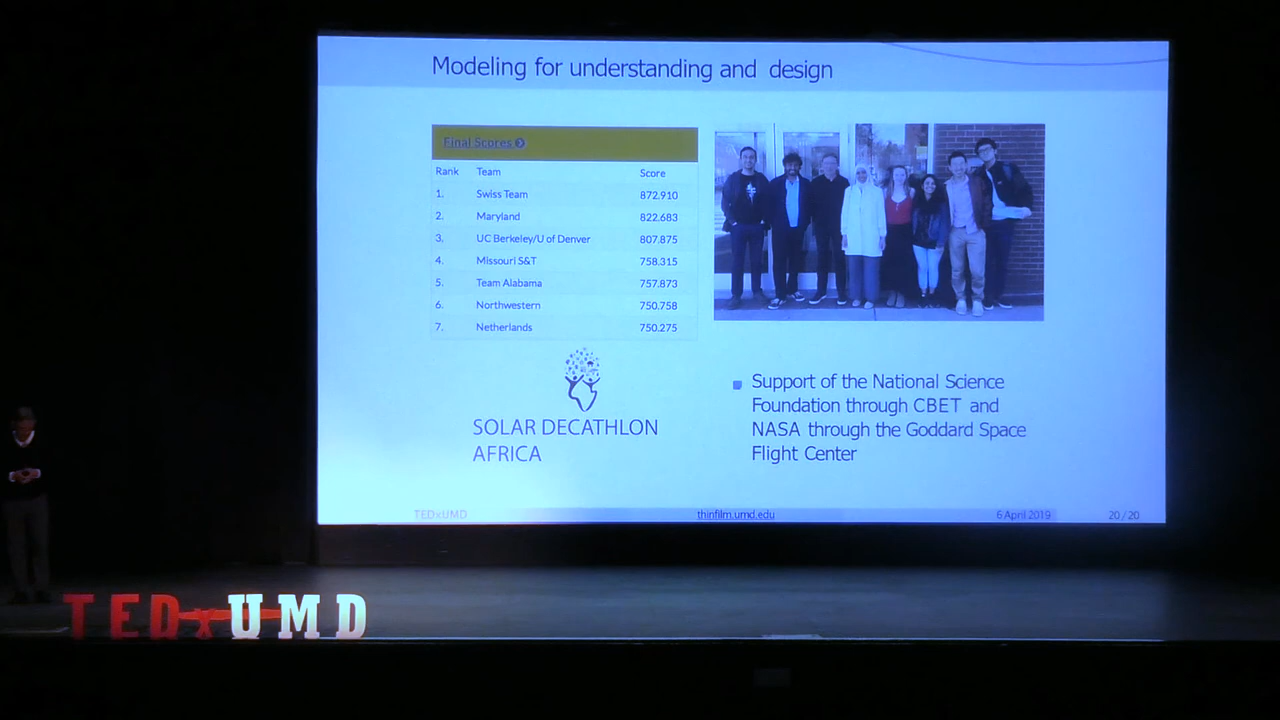 Modeling for understanding and design
Final Scores
Rank Team Score
1. Swiss Team 872.910
2. Maryland 822.683
3. UC Berkeley/U of Denver 807.875
4. Missouri S&T 758.315
5. Team Alabama 757.873
6. Northwestern 750.758
7. Netherlands 750.275
SOLAR DECATHLON
AFRICA
Support of the National Science
Foundation through CBET and
NASA through the Goddard Space
Flight Center
TEDxUMD thinfilm.umd.edu 6 April 2019 20/20
TEDxUMD